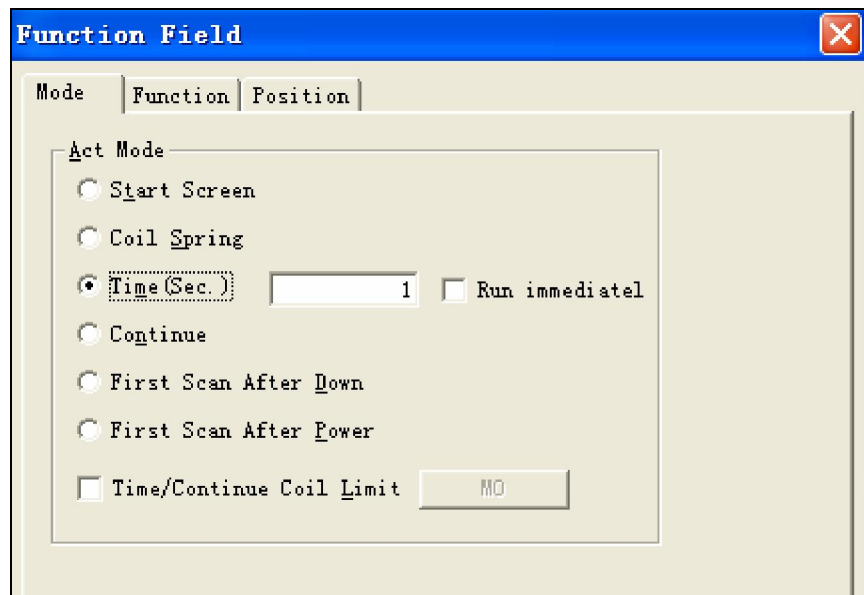 Function Field
Mode Function Position
Act Mode
Start Screen
Coil Spring
Time(Sec.) 1 Run immediatel
Continue
First Scan After Down
First Scan After Power
Time/Continue Coil Limit M0